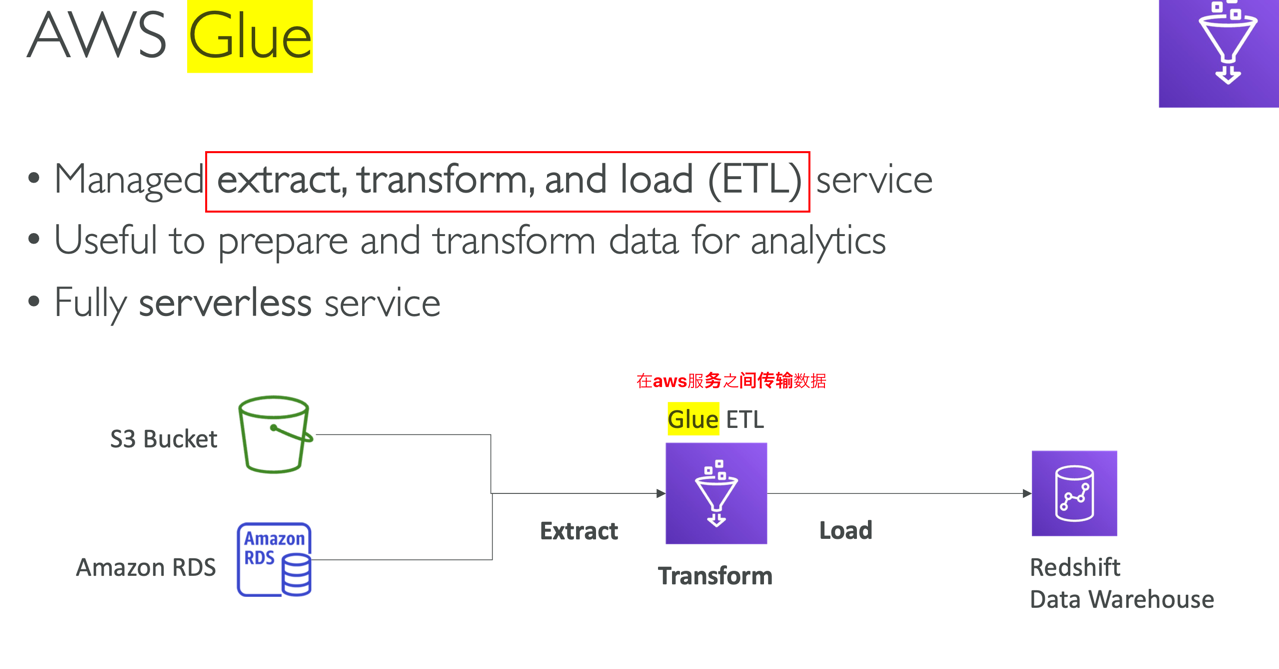 AWS Glue
• Managed extract, transform, and load (ETL) service
• Useful to prepare and transform data for analytics
• Fully serverless service
在aws服务之间传输数据
Glue ETL
S3 Bucket
Amazon
RDS
Amazon RDS
Extract
Transform
Load
Redshift
Data Warehouse